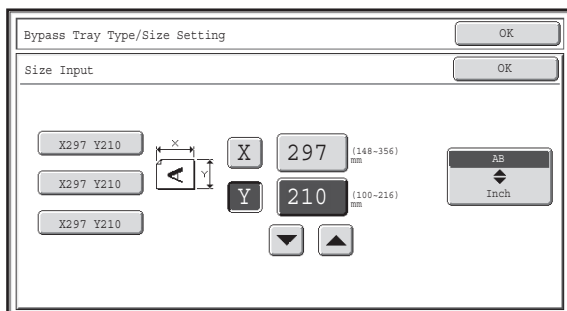 Bypass Tray Type/Size Setting
OK
Size Input
OK
X297 Y210
X297 Y210
X297 Y210
X
Y
A
X
297
(148~356)
mm
Y
210
(100~216)
mm
AB
Inch